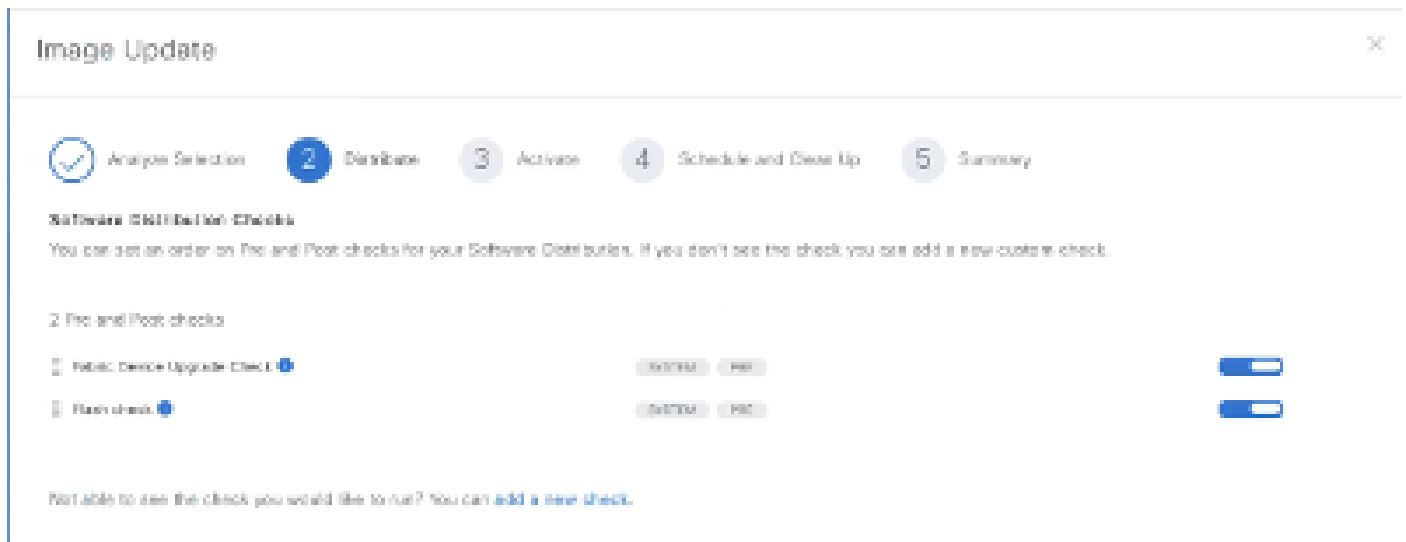 Image Update
Analyze Selection
2 Distribute
3 Activate
4 Schedule and Clean Up
5 Summary
Software Distribution Checks
You can set an order on Pre and Post checks for your Software Distribution. If you don't see the check you can add a new custom check.
2 Pre and Post checks
Fabric Device Upgrade Check SYSTEM PRE
Flash check SYSTEM PRE
Not able to see the check you would like to run? You can add a new check.